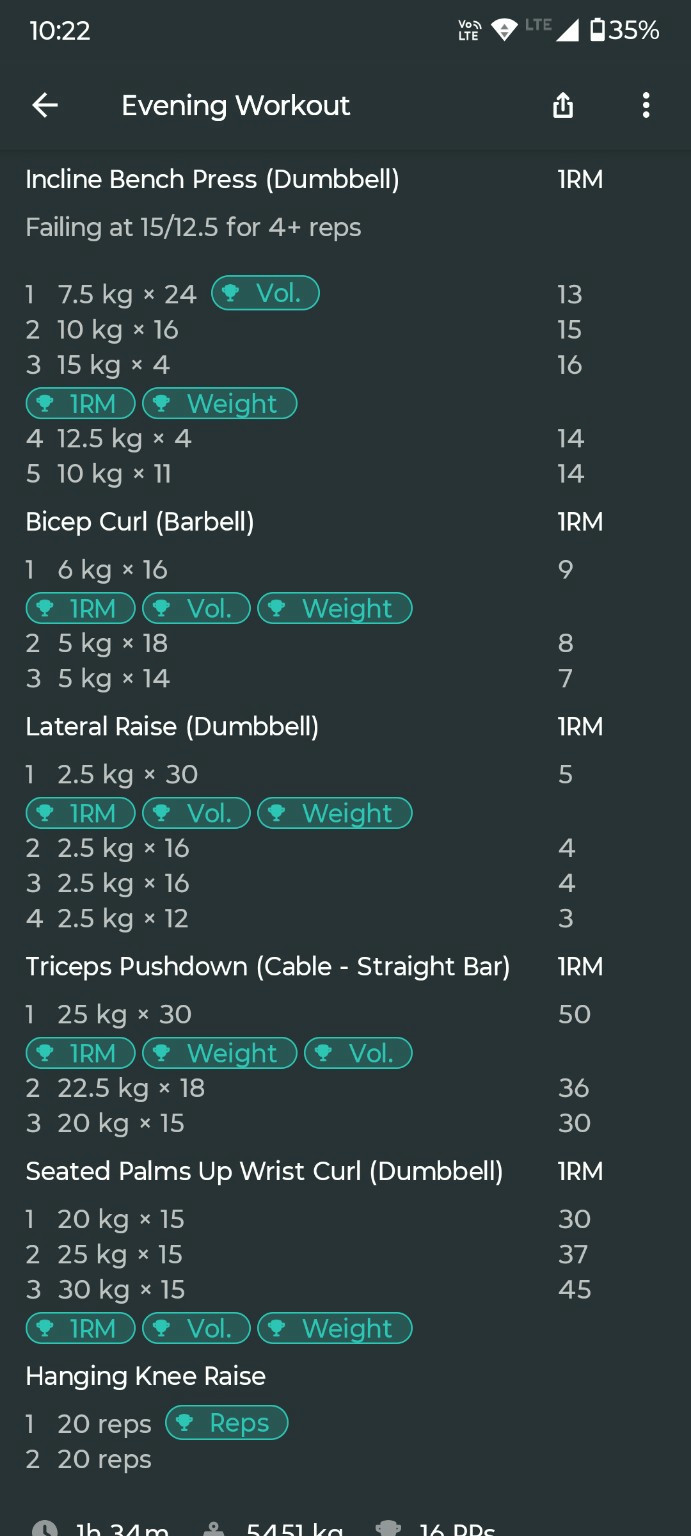 10:22 Vo LTE LTE 35%
Evening Workout
Incline Bench Press (Dumbbell) 1RM
Failing at 15/12.5 for 4+ reps
1 7.5 kg × 24 Vol. 13
2 10 kg × 16 15
3 15 kg × 4 16
1RM Weight
4 12.5 kg × 4 14
5 10 kg × 11 14
Bicep Curl (Barbell) 1RM
1 6 kg × 16 9
1RM Vol. Weight
2 5 kg × 18 8
3 5 kg × 14 7
Lateral Raise (Dumbbell) 1RM
1 2.5 kg × 30 5
1RM Vol. Weight
2 2.5 kg × 16 4
3 2.5 kg × 16 4
4 2.5 kg × 12 3
Triceps Pushdown (Cable - Straight Bar) 1RM
1 25 kg × 30 50
1RM Weight Vol.
2 22.5 kg × 18 36
3 20 kg × 15 30
Seated Palms Up Wrist Curl (Dumbbell) 1RM
1 20 kg × 15 30
2 25 kg × 15 37
3 30 kg × 15 45
1RM Vol. Weight
Hanging Knee Raise
1 20 reps Reps
2 20 reps
1h 34m 5451 kg 16 PRs